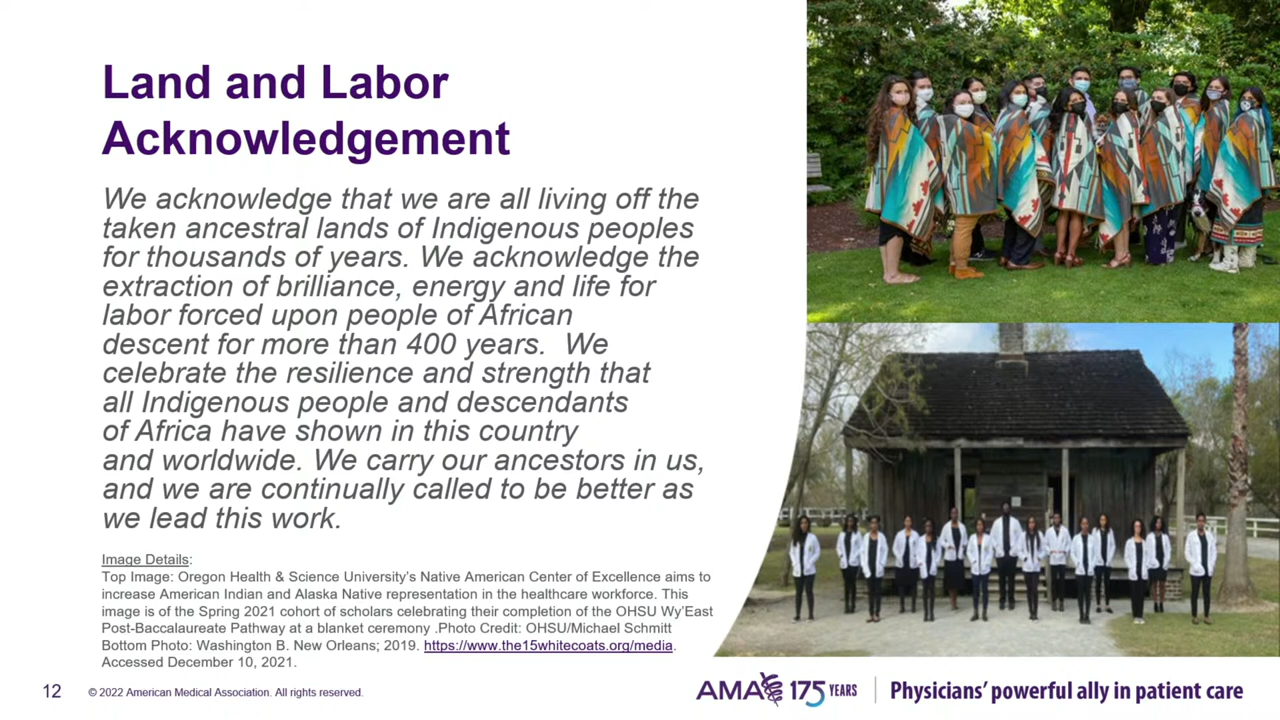 Land and Labor
Acknowledgement
We acknowledge that we are all living off the
taken ancestral lands of Indigenous peoples
for thousands of years. We acknowledge the
extraction of brilliance, energy and life for
labor forced upon people of African
descent for more than 400 years.  We
celebrate the resilience and strength that
all Indigenous people and descendants
of Africa have shown in this country
and worldwide. We carry our ancestors in us,
and we are continually called to be better as
we lead this work.
Image Details:
Top Image: Oregon Health & Science University's Native American Center of Excellence aims to
increase American Indian and Alaska Native representation in the healthcare workforce. This
image is of the Spring 2021 cohort of scholars celebrating their completion of the OHSU Wy'East
Post-Baccalaureate Pathway at a blanket ceremony .Photo Credit: OHSU/Michael Schmitt
Bottom Photo: Washington B. New Orleans; 2019. https://www.the15whitecoats.org/media.
Accessed December 10, 2021.
12 © 2022 American Medical Association. All rights reserved.
AMA 175 YEARS Physicians' powerful ally in patient care